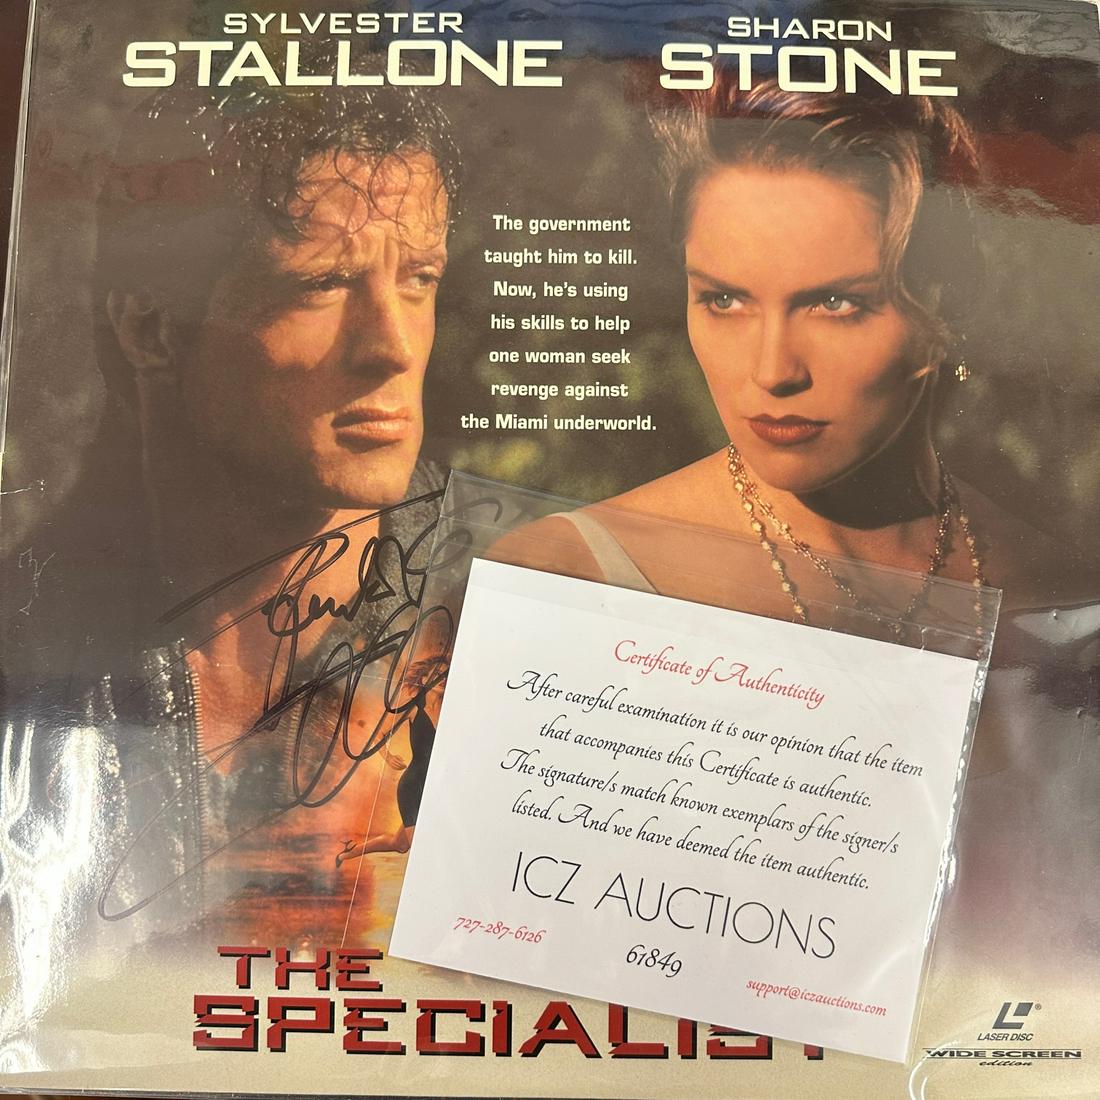 SYLVESTER
STALLONE
SHARON
STONE
The government
taught him to kill.
Now, he's using
his skills to help
one woman seek
revenge against
the Miami underworld.
Certificate of Authenticity
After careful examination it is our opinion that the item
that accompanies this Certificate is authentic.
The signature/s match known exemplars of the signer/s
listed. And we have deemed the item authentic.
ICZ AUCTIONS
727-287-6126
61849
support@iczauctions.com
THE
SPECIALIST
LASER DISC
WIDE SCREEN
edition